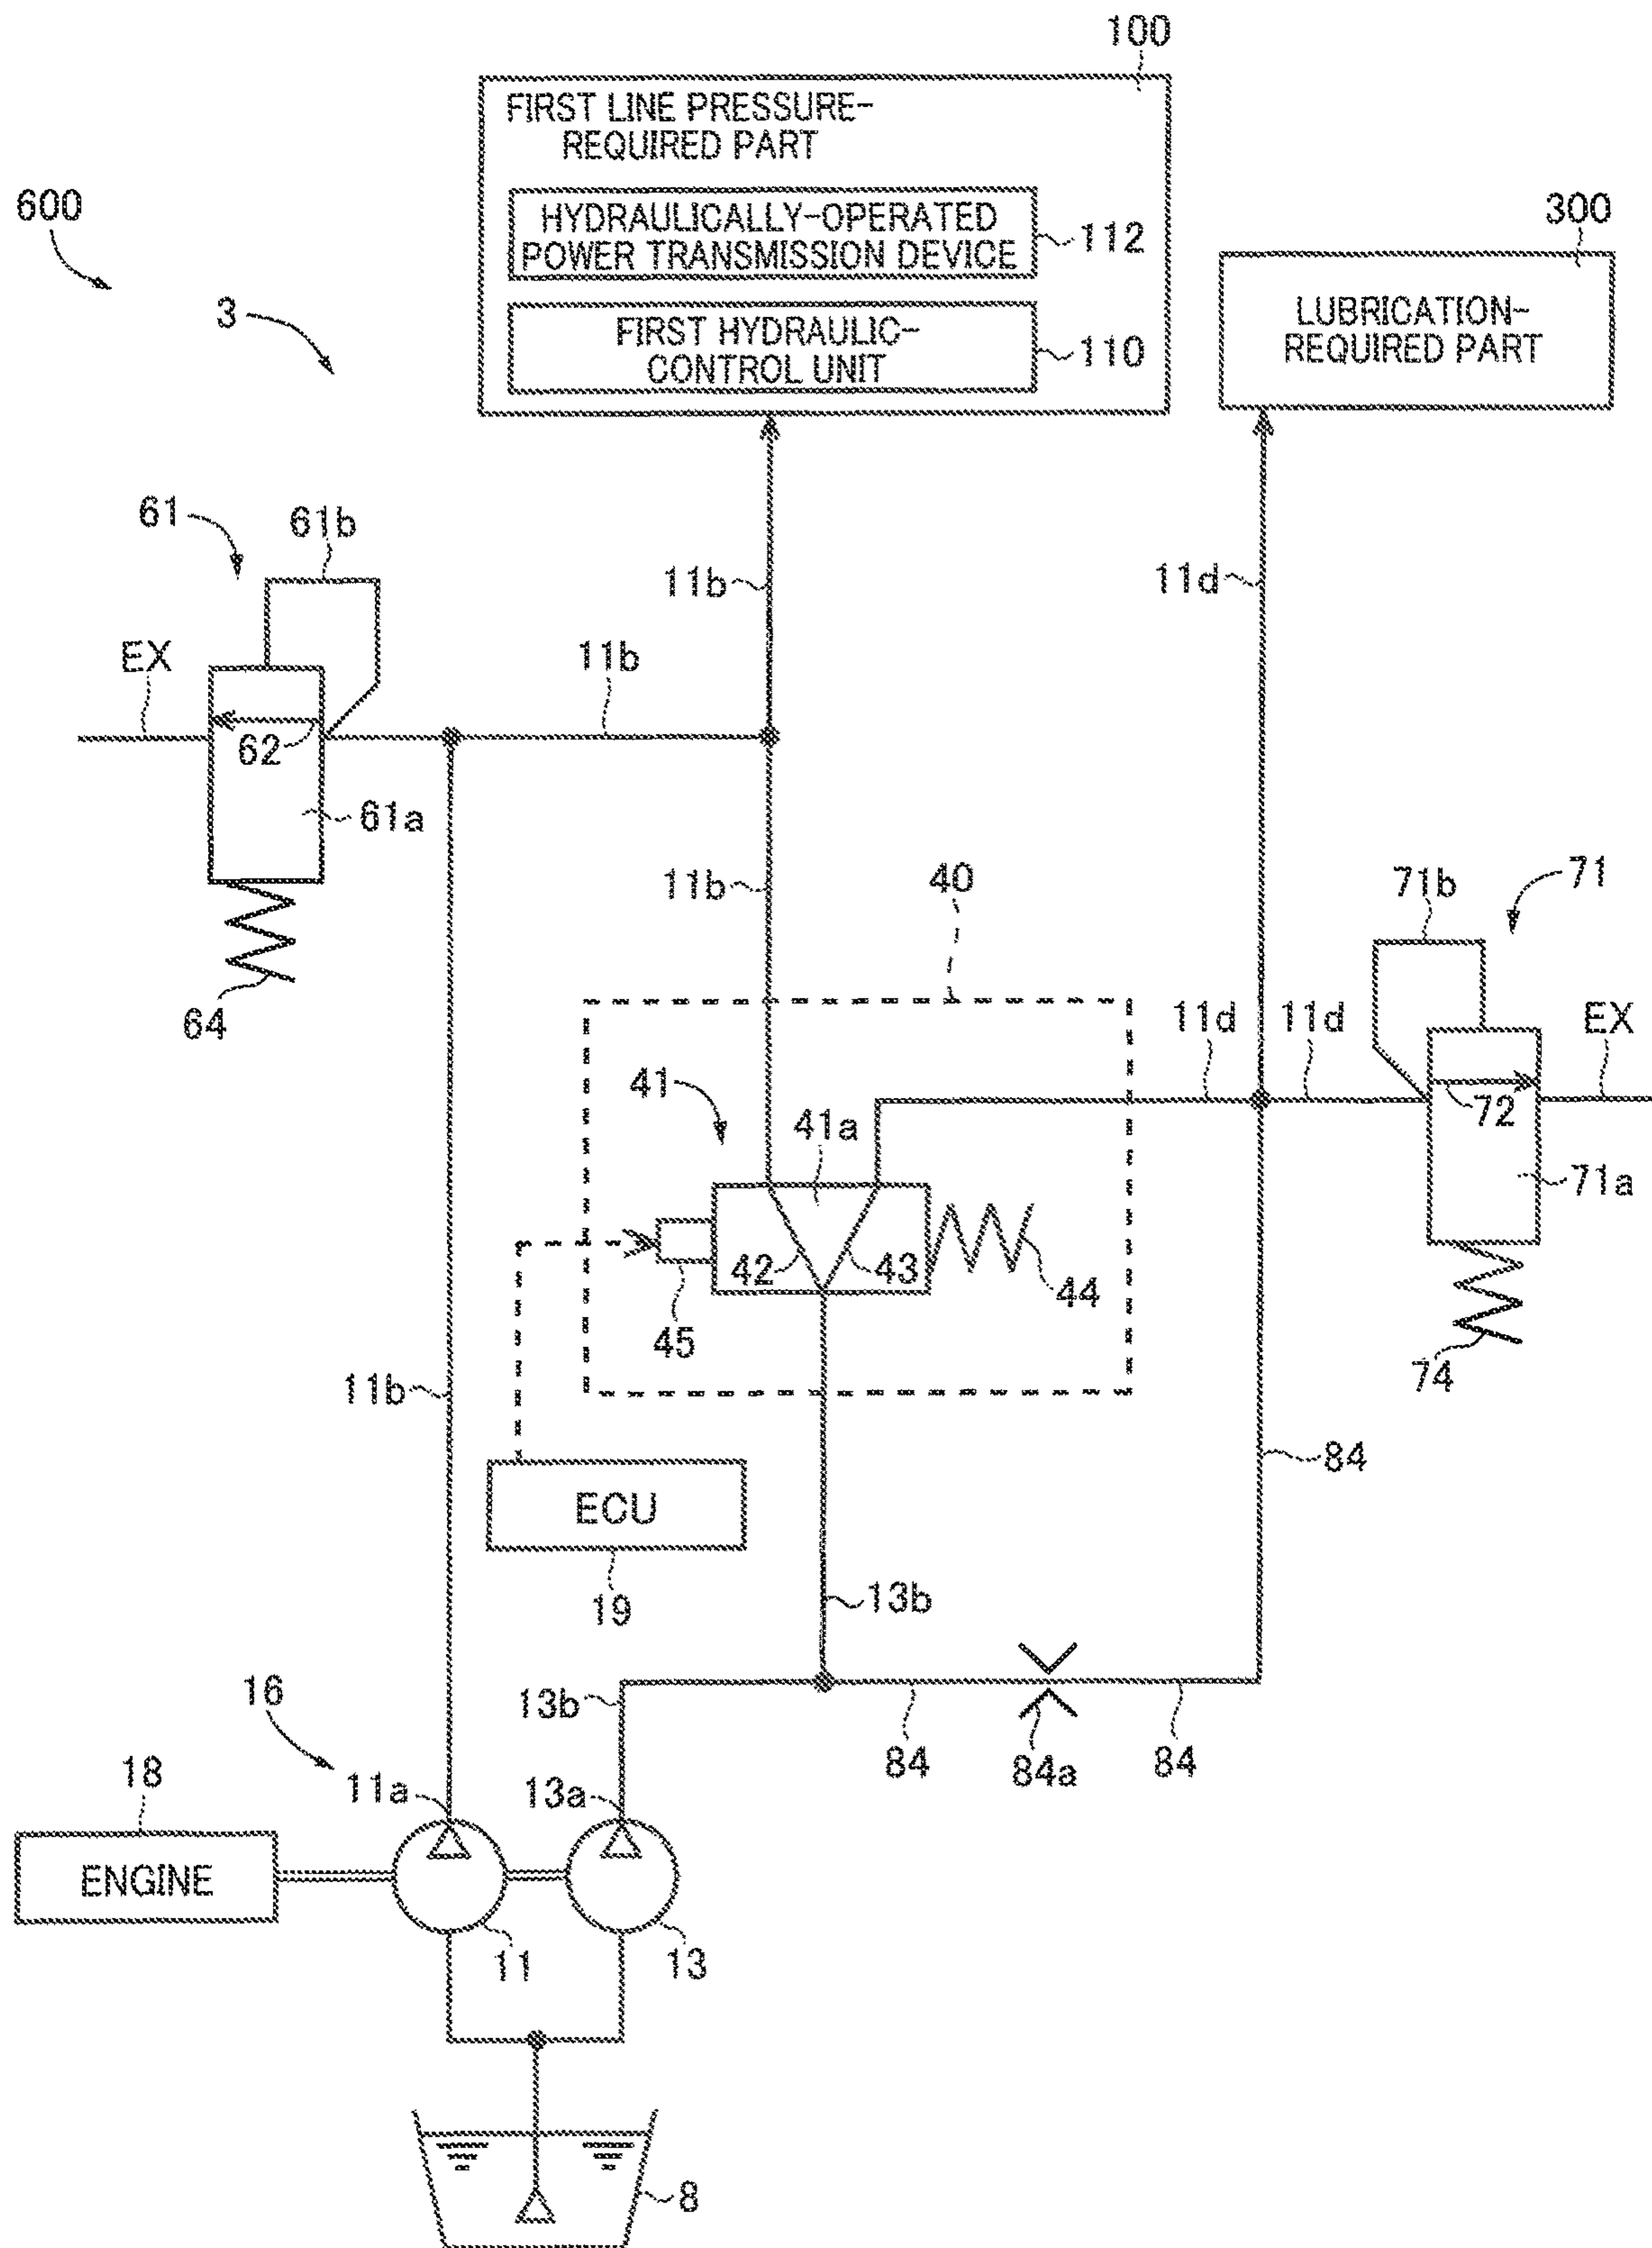 100
FIRST LINE PRESSURE-
REQUIRED PART
600
HYDRAULICALLY-OPERATED
POWER TRANSMISSION DEVICE
112
300
3
FIRST HYDRAULIC-
CONTROL UNIT
110
LUBRICATION-
REQUIRED PART
61
61b
11b
11d
EX
11b
62
61a
40
11b
71b
71
64
11d
11d
EX
41
41a
72
71a
42
43
44
45
74
11b
84
ECU
19
13b
16
13b
18
11a
13a
84
84a
84
ENGINE
11
13
8